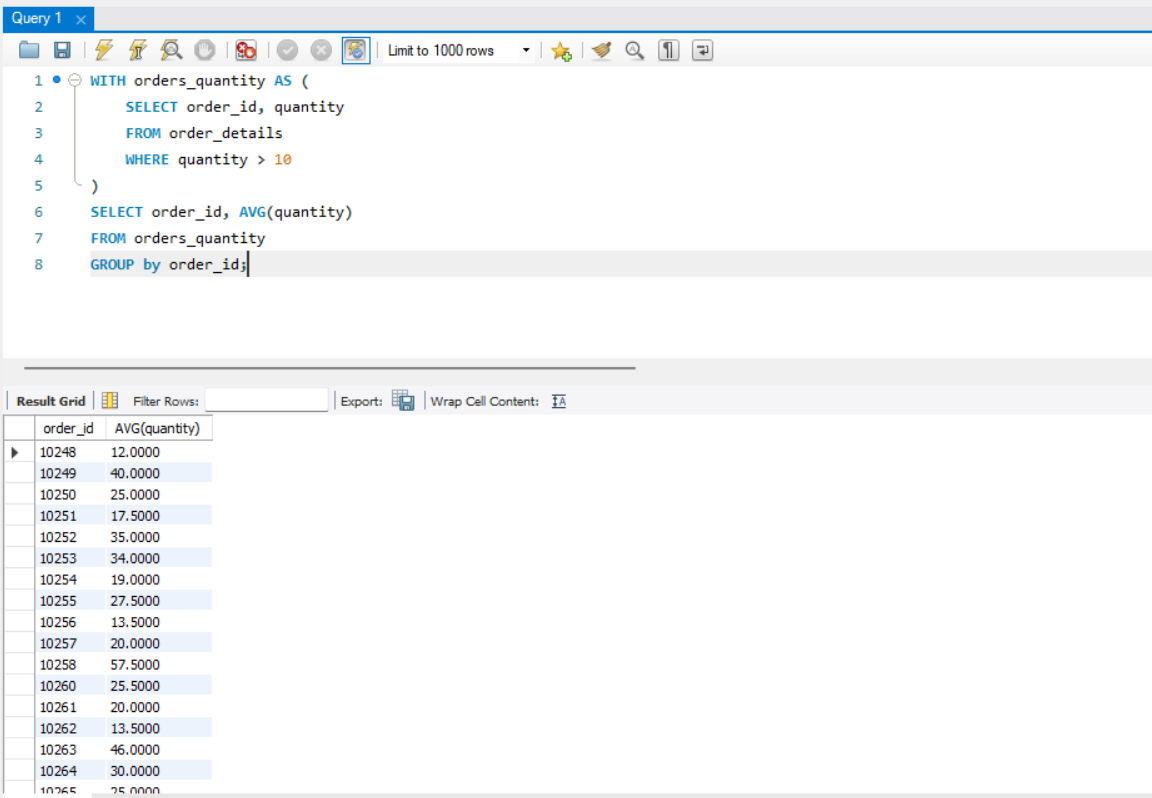 Query 1 ×
Limit to 1000 rows
1 WITH orders_quantity AS (
2 SELECT order_id, quantity
3 FROM order_details
4 WHERE quantity > 10
5 )
6 SELECT order_id, AVG(quantity)
7 FROM orders_quantity
8 GROUP by order_id;
Result Grid Filter Rows: Export: Wrap Cell Content: IA
order_id AVG(quantity)
10248 12.0000
10249 40.0000
10250 25.0000
10251 17.5000
10252 35.0000
10253 34.0000
10254 19.0000
10255 27.5000
10256 13.5000
10257 20.0000
10258 57.5000
10260 25.5000
10261 20.0000
10262 13.5000
10263 46.0000
10264 30.0000
10265 25.0000